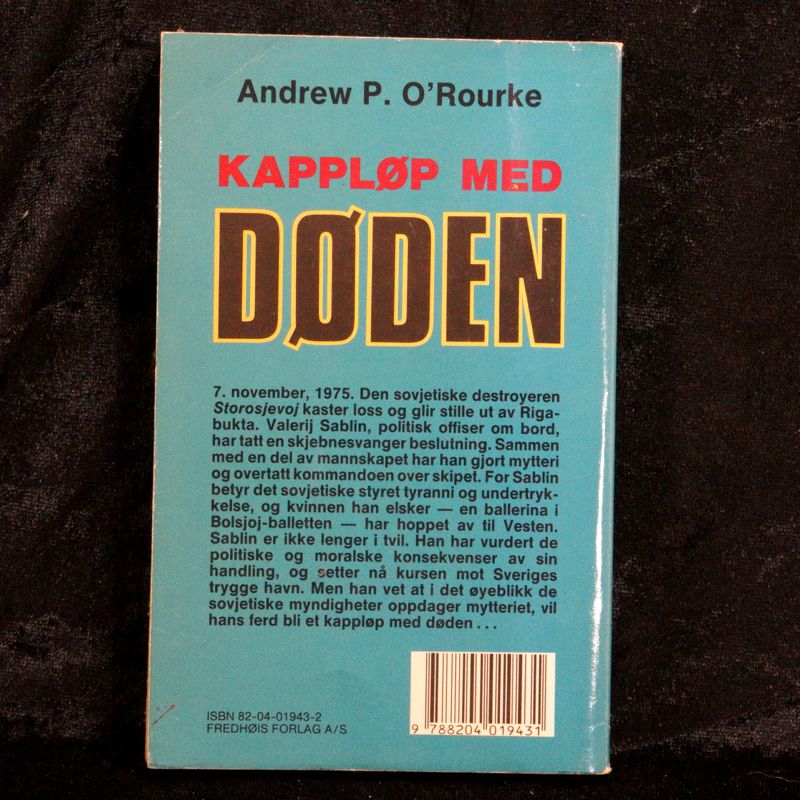 Andrew P. O'Rourke
KAPPLØP MED
DØDEN
7. november, 1975. Den sovjetiske destroyeren
Storosjevoj kaster loss og glir stille ut av Riga-
bukta. Valerij Sablin, politisk offiser om bord,
har tatt en skjebnesvanger beslutning. Sammen
med en del av mannskapet har han gjort mytteri
og overtatt kommandoen over skipet. For Sablin
betyr det sovjetiske styret tyranni og undertryk-
kelse, og kvinnen han elsker — en ballerina i
Bolsjoj-balletten — har hoppet av til Vesten.
Sablin er ikke lenger i tvil. Han har vurdert de
politiske og moralske konsekvenser av sin
handling, og setter nå kursen mot Sveriges
trygge havn. Men han vet at i det øyeblikk de
sovjetiske myndigheter oppdager mytteriet, vil
hans ferd bli et kappløp med døden ...
ISBN 82-04-01943-2
FREDHØIS FORLAG A/S
9 788204 019431